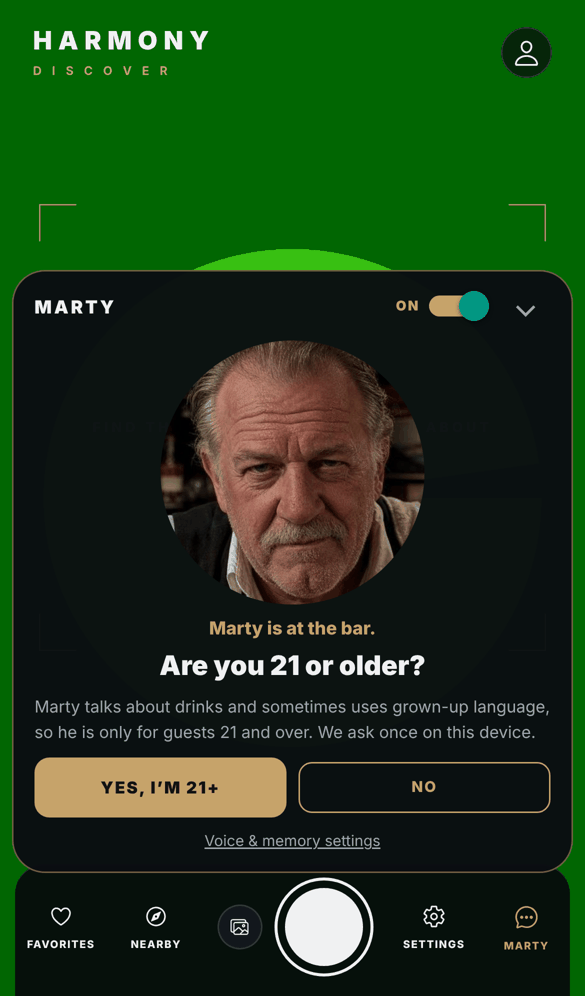 HARMONY
DISCOVER
MARTY
ON
Marty is at the bar.
Are you 21 or older?
Marty talks about drinks and sometimes uses grown-up language,
so he is only for guests 21 and over. We ask once on this device.
YES, I'M 21+
NO
Voice & memory settings
FAVORITES
NEARBY
SETTINGS
MARTY